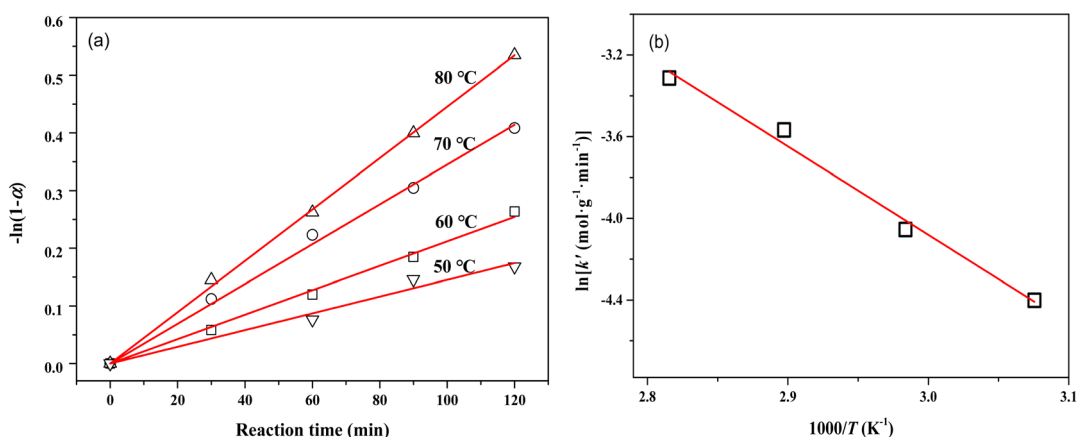 (a)
0.6
0.5
0.4
0.3
0.2
0.1
0.0
-ln(1-α)
80 °C
70 °C
60 °C
50 °C
0 20 40 60 80 100 120
Reaction time (min)
(b)
-3.2
-3.6
-4.0
-4.4
ln[k′ (mol·g⁻¹·min⁻¹)]
2.8 2.9 3.0 3.1
1000/T (K⁻¹)